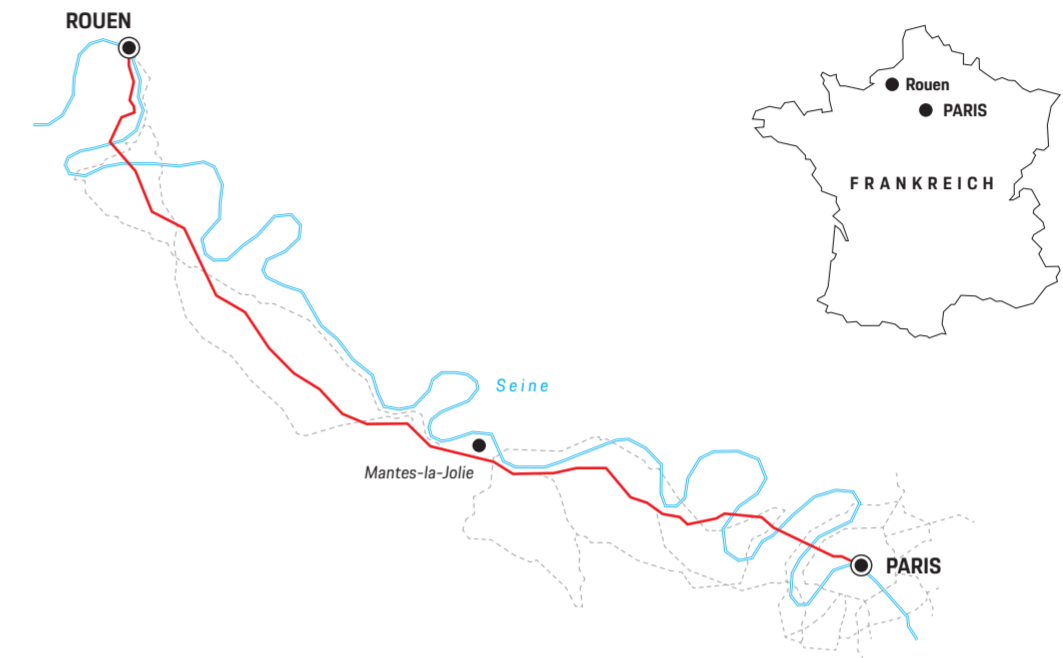 ROUEN
Rouen
PARIS
FRANKREICH
Seine
Mantes-la-Jolie
PARIS